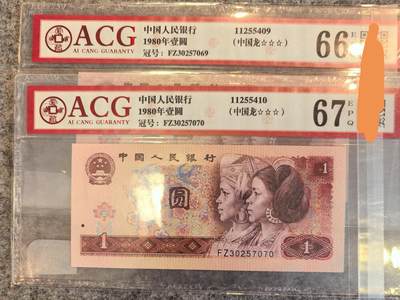 ACG
AI CANG GUARANTY
中国人民银行
1980年壹圆
冠号：FZ30257069
11255409
（中国龙☆☆☆）
66
ACG
AI CANG GUARANTY
中国人民银行
1980年壹圆
冠号：FZ30257070
11255410
（中国龙☆☆☆）
67
E
P
Q
中国人民银行
1
圆
1
FZ30257070
1